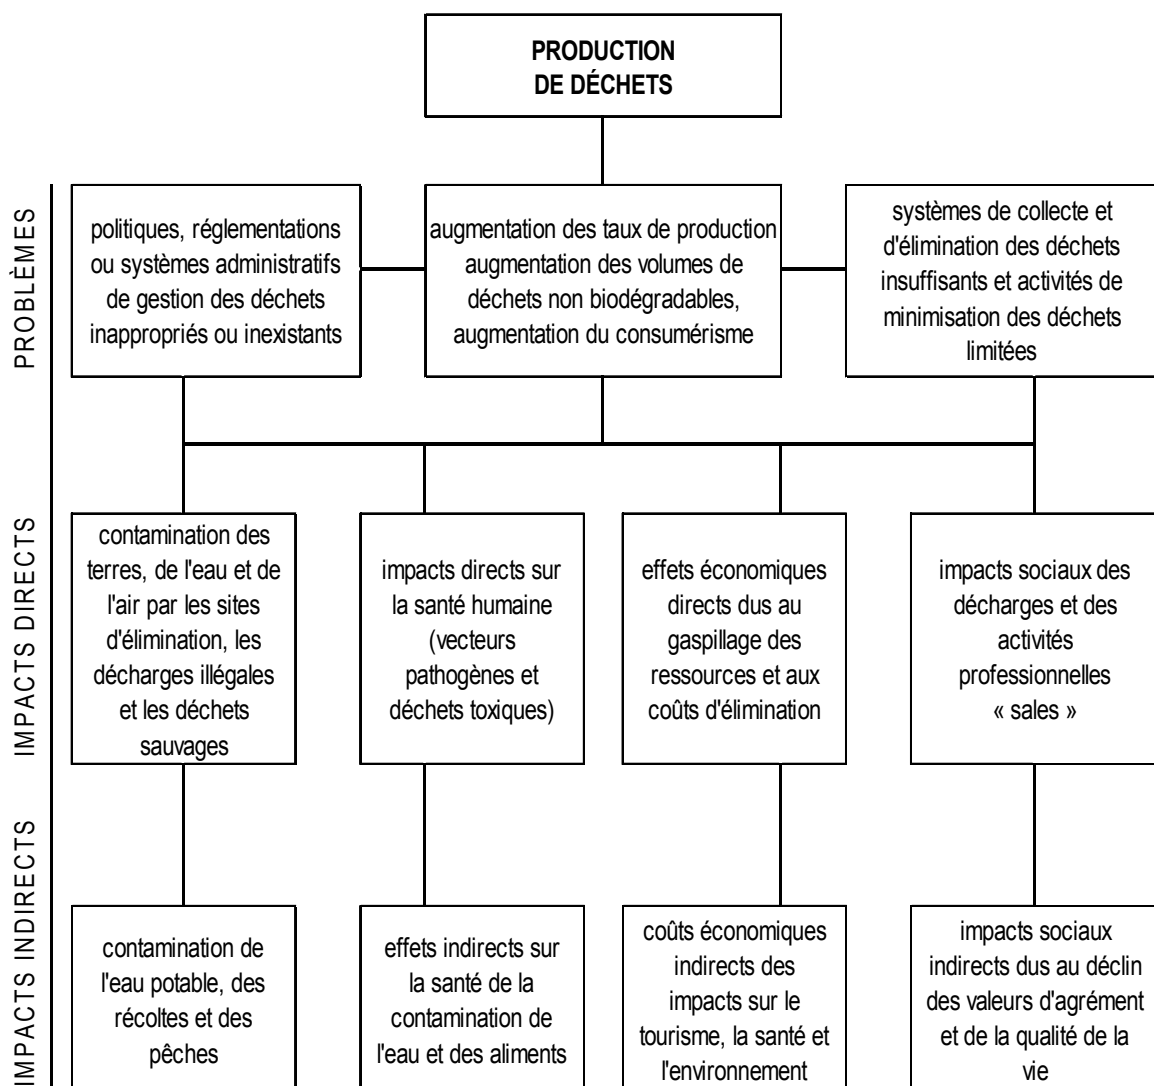 PRODUCTION
DE DÉCHETS
PROBLÈMES
politiques, réglementations
ou systèmes administratifs
de gestion des déchets
inappropriés ou inexistants
augmentation des taux de production
augmentation des volumes de
déchets non biodégradables,
augmentation du consumérisme
systèmes de collecte et
d'élimination des déchets
insuffisants et activités de
minimisation des déchets
limitées
IMPACTS DIRECTS
contamination des
terres, de l'eau et de
l'air par les sites
d'élimination, les
décharges illégales
et les déchets
sauvages
impacts directs sur
la santé humaine
(vecteurs
pathogènes et
déchets toxiques)
effets économiques
directs dus au
gaspillage des
ressources et aux
coûts d'élimination
impacts sociaux des
décharges et des
activités
professionnelles
« sales »
IMPACTS INDIRECTS
contamination de
l'eau potable, des
récoltes et des
pêches
effets indirects sur
la santé de la
contamination de
l'eau et des aliments
coûts économiques
indirects des
impacts sur le
tourisme, la santé et
l'environnement
impacts sociaux
indirects dus au déclin
des valeurs d'agrément
et de la qualité de la
vie